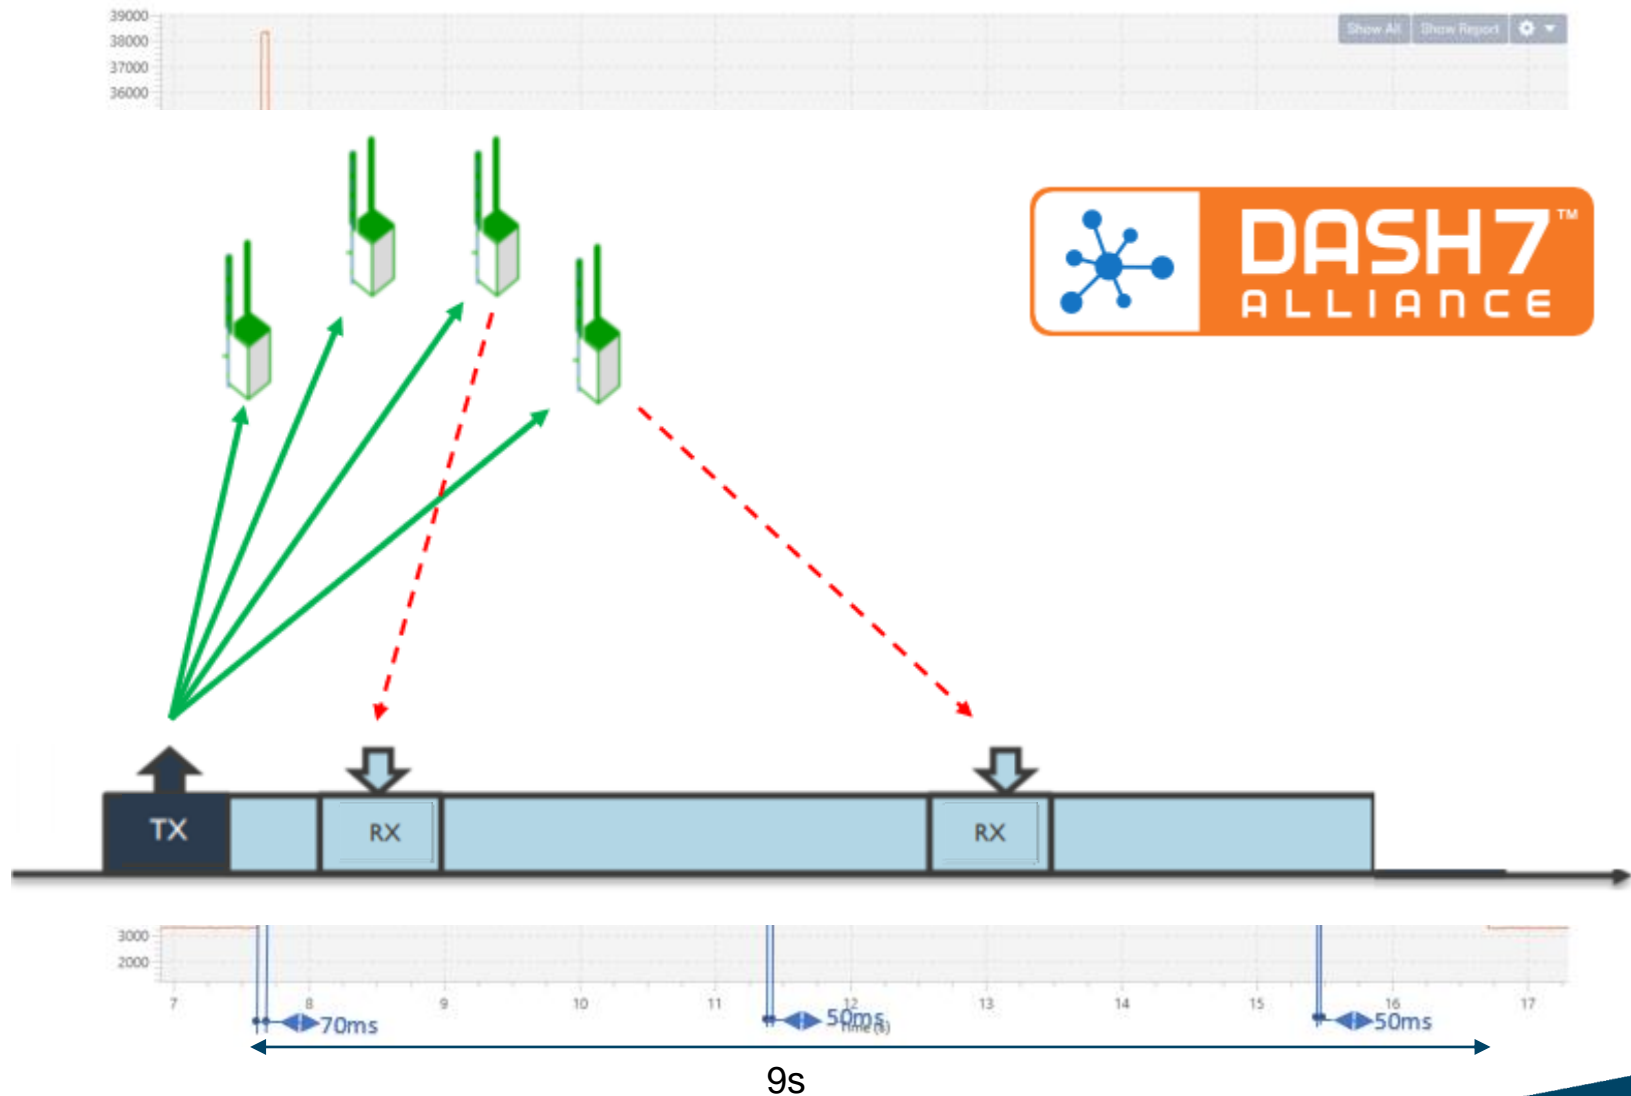 39000
38000
37000
36000
Show All Show Report
DASH7™
ALLIANCE
TX
RX
RX
3000
2000
7 8 9 10 11 12 13 14 15 16 17
Time (s)
70ms
50ms
50ms
9s